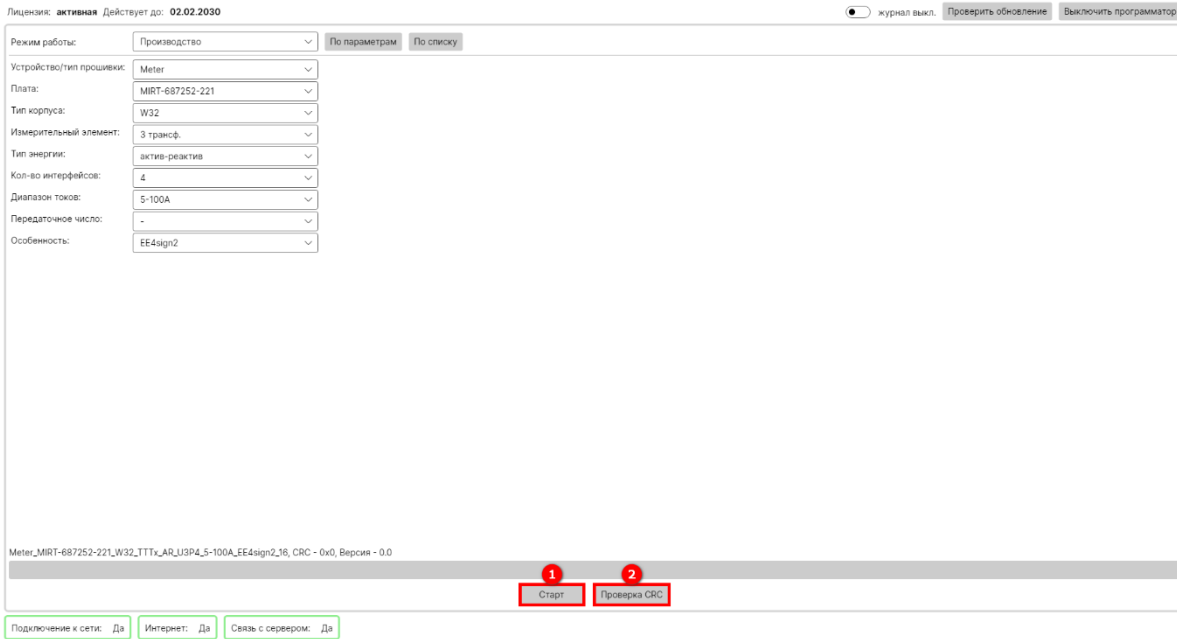 Лицензия: активная Действует до: 02.02.2030 журнал выкл. Проверить обновление Выключить программатор
Режим работы: Производство По параметрам По списку
Устройство/тип прошивки: Meter
Плата: MIRT-687252-221
Тип корпуса: W32
Измерительный элемент: 3 трансф.
Тип энергии: актив-реактив
Кол-во интерфейсов: 4
Диапазон токов: 5-100A
Передаточное число: -
Особенность: EE4sign2
Meter_MIRT-687252-221_W32_TTTx_AR_U3P4_5-100A_EE4sign2_16, CRC - 0x0, Версия - 0.0
1 2
Старт Проверка CRC
Подключение к сети: Да Интернет: Да Связь с сервером: Да